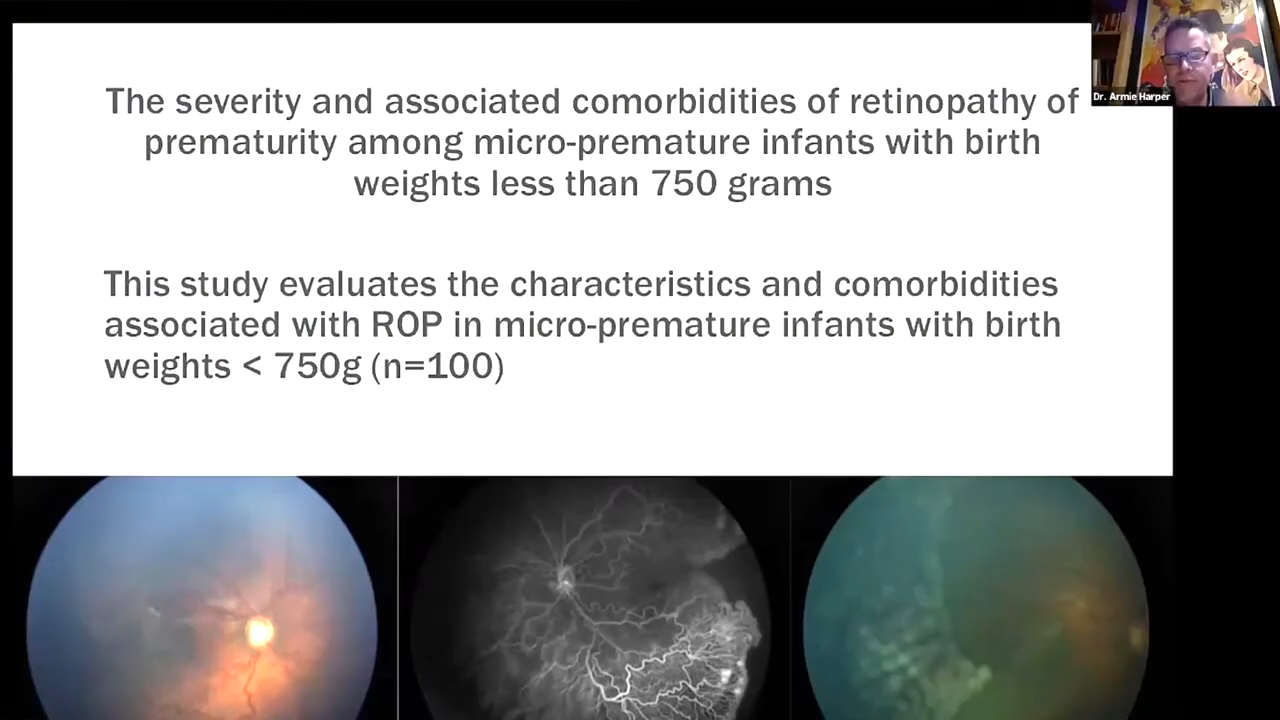 The severity and associated comorbidities of retinopathy of
prematurity among micro-premature infants with birth
weights less than 750 grams
This study evaluates the characteristics and comorbidities
associated with ROP in micro-premature infants with birth
weights < 750g (n=100)
Dr. Armie Harper